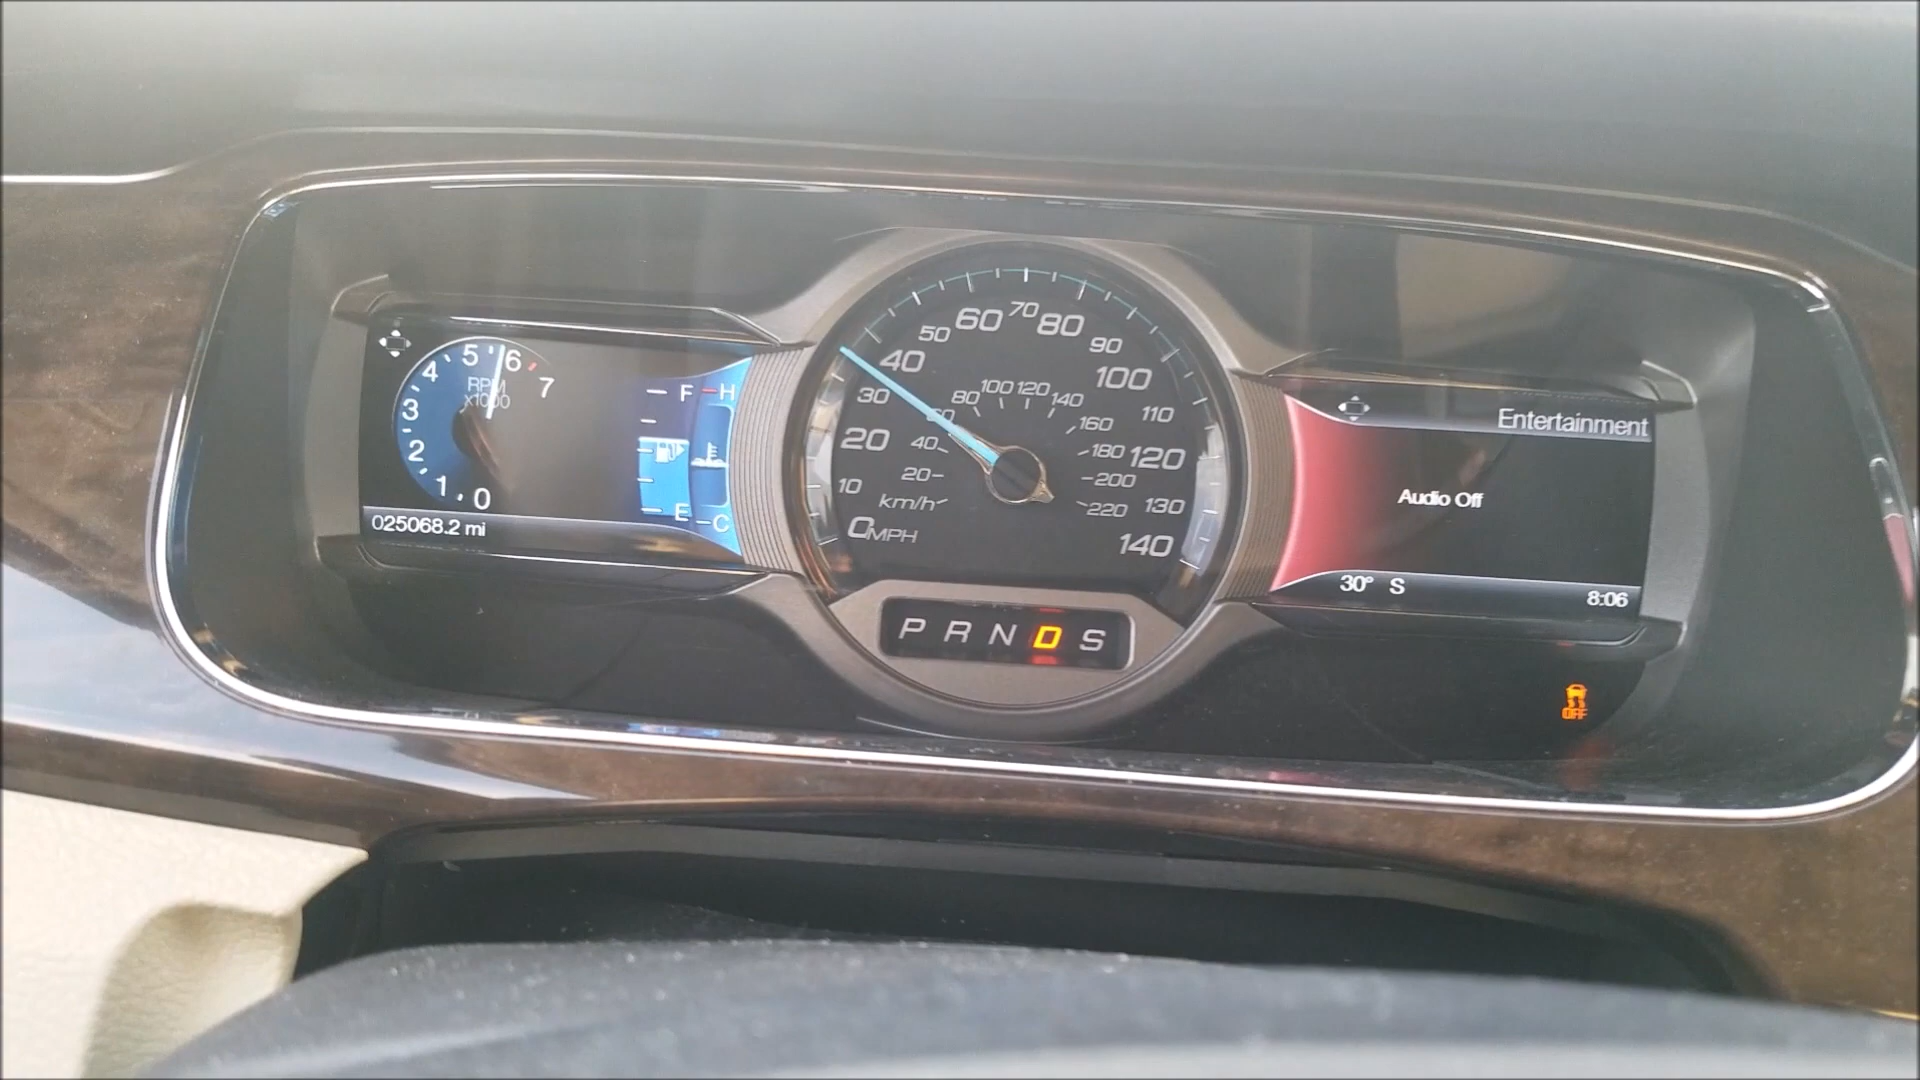 0 1 2 3 4 5 6 7
RPM
x1000
F H
E C
025068.2 mi
0 10 20 30 40 50 60 70 80 90 100 110 120 130 140
MPH
20 40 60 80 100 120 140 160 180 200 220
km/h
P R N D S
Entertainment
Audio Off
30° S
8:06
OFF